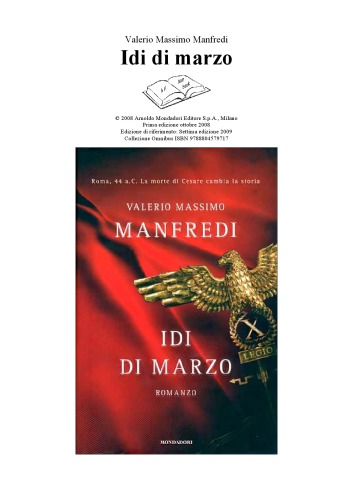 Valerio Massimo Manfredi
Idi di marzo
© 2008 Arnoldo Mondadori Editore S.p.A., Milano
Prima edizione ottobre 2008
Edizione di riferimento: Settima edizione 2009
Collezione Omnibus ISBN 9788804579717
Roma, 44 a.C. La morte di Cesare cambia la storia
VALERIO MASSIMO
MANFREDI
X
LEGIO
IDI
DI MARZO
ROMANZO
MONDADORI